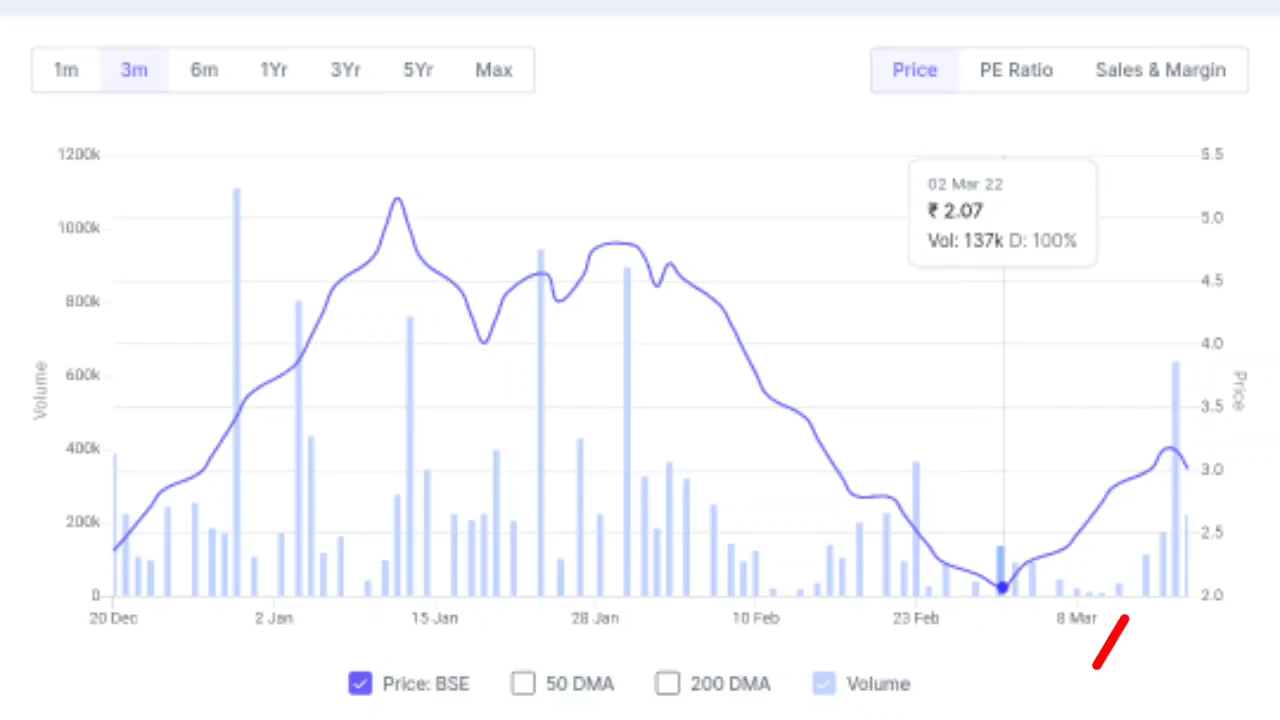 1m 3m 6m 1Yr 3Yr 5Yr Max
Price PE Ratio Sales & Margin
1200k
1000k
800k
600k
400k
200k
0
Volume
5.5
5.0
4.5
4.0
3.5
3.0
2.5
2.0
Price
02 Mar 22
₹ 2.07
Vol: 137k D: 100%
20 Dec 2 Jan 15 Jan 28 Jan 10 Feb 23 Feb 8 Mar
Price: BSE 50 DMA 200 DMA Volume